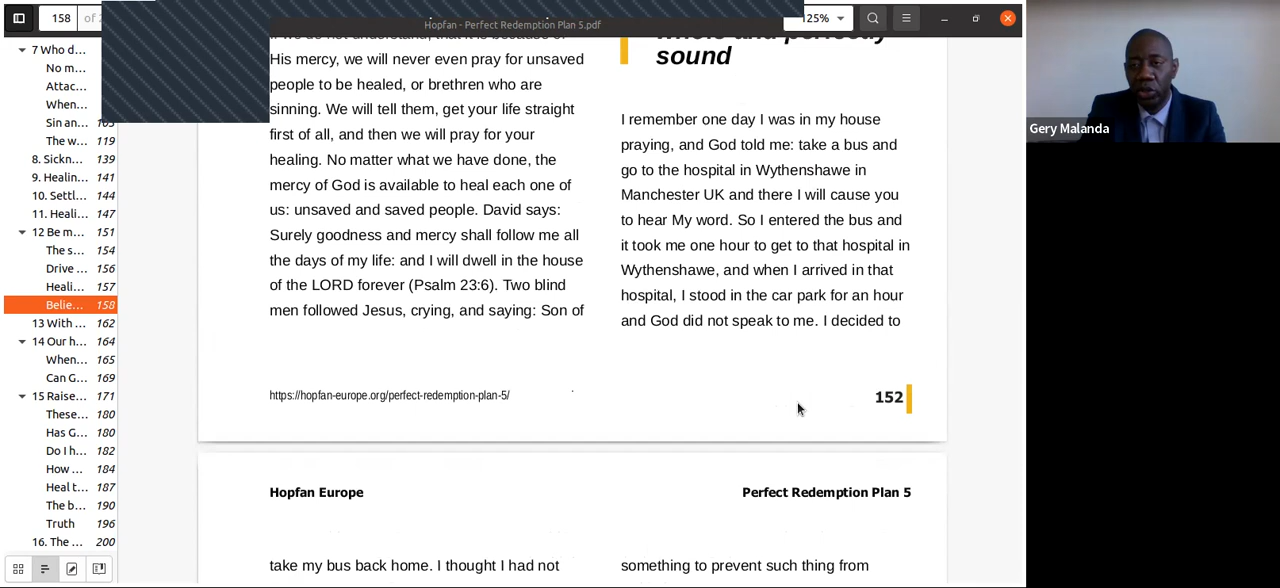 158
of 2
Hopfan - Perfect Redemption Plan 5.pdf
125%
7 Who d...
No m...
Attac...
When...
Sin an...
The w... 119
8. Sickn... 139
9. Healin... 141
10. Settl... 144
11. Heali... 147
12 Be m... 151
The s... 154
Drive ... 156
Heali... 157
Belie... 158
13 With ... 162
14 Our h... 164
When... 165
Can G... 169
15 Raise... 171
These... 180
Has G... 180
Do I h... 182
How ... 184
Heal t... 187
The b... 190
Truth 196
16. The ... 200
His mercy, we will never even pray for unsaved
people to be healed, or brethren who are
sinning. We will tell them, get your life straight
first of all, and then we will pray for your
healing. No matter what we have done, the
mercy of God is available to heal each one of
us: unsaved and saved people. David says:
Surely goodness and mercy shall follow me all
the days of my life: and I will dwell in the house
of the LORD forever (Psalm 23:6). Two blind
men followed Jesus, crying, and saying: Son of
sound
I remember one day I was in my house
praying, and God told me: take a bus and
go to the hospital in Wythenshawe in
Manchester UK and there I will cause you
to hear My word. So I entered the bus and
it took me one hour to get to that hospital in
Wythenshawe, and when I arrived in that
hospital, I stood in the car park for an hour
and God did not speak to me. I decided to
https://hopfan-europe.org/perfect-redemption-plan-5/
152
Hopfan Europe
Perfect Redemption Plan 5
take my bus back home. I thought I had not
something to prevent such thing from
Gery Malanda